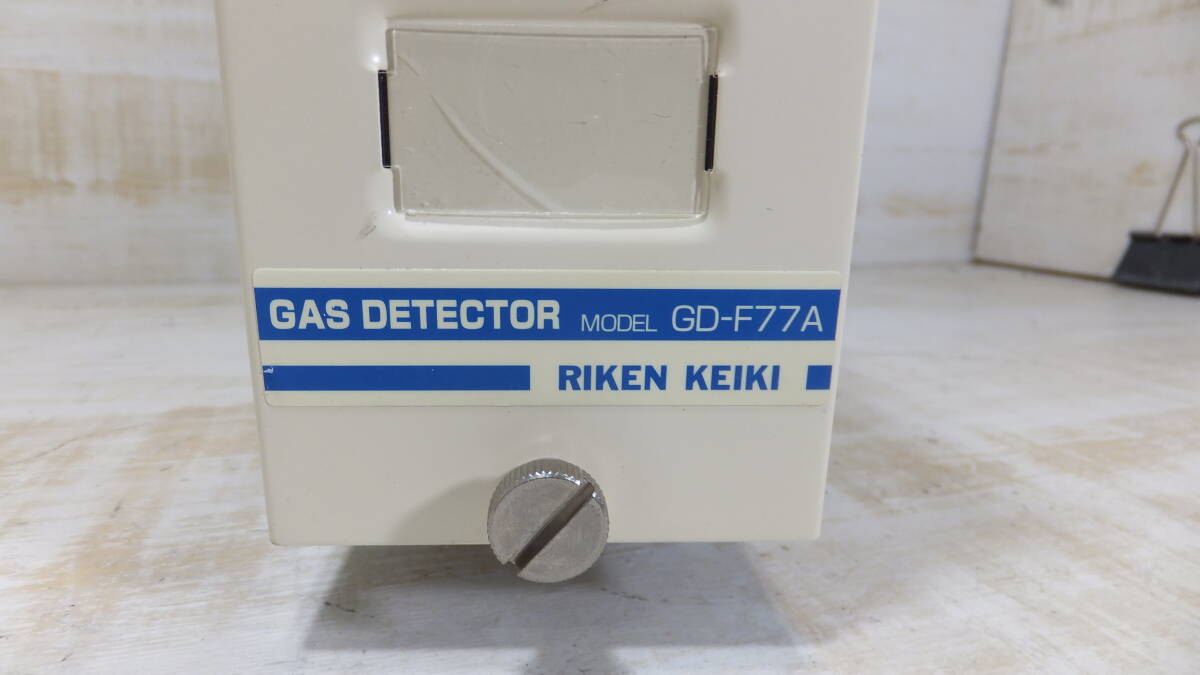 GAS DETECTOR MODEL GD-F77A
RIKEN KEIKI